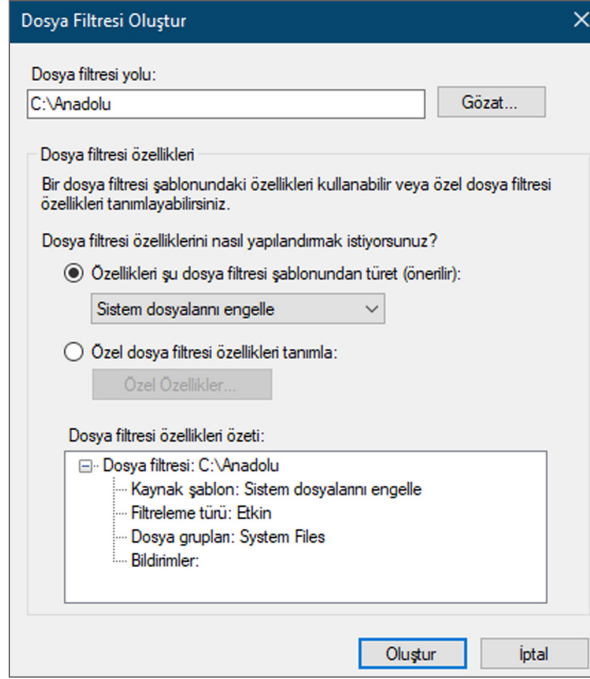 Dosya Filtresi Oluştur
Dosya filtresi yolu:
C:\Anadolu
Gözat...
Dosya filtresi özellikleri
Bir dosya filtresi şablonundaki özellikleri kullanabilir veya özel dosya filtresi
özellikleri tanımlayabilirsiniz.
Dosya filtresi özelliklerini nasıl yapılandırmak istiyorsunuz?
Özellikleri şu dosya filtresi şablonundan türet (önerilir):
Sistem dosyalarını engelle
Özel dosya filtresi özellikleri tanımla:
Özel Özellikler...
Dosya filtresi özellikleri özeti:
Dosya filtresi: C:\Anadolu
Kaynak şablon: Sistem dosyalarını engelle
Filtreleme türü: Etkin
Dosya grupları: System Files
Bildirimler:
Oluştur
İptal